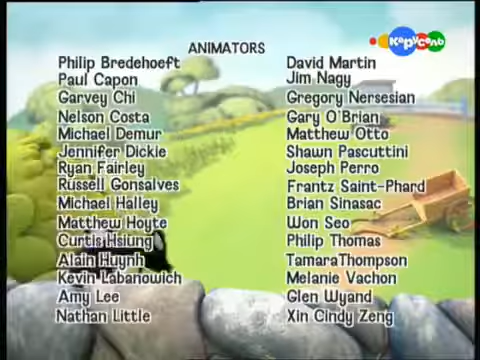 Карусель
ANIMATORS
Philip Bredehoeft
Paul Capon
Garvey Chi
Nelson Costa
Michael Demur
Jennifer Dickie
Ryan Fairley
Russell Gonsalves
Michael Halley
Matthew Hoyte
Curtis Hsiung
Alain Huynh
Kevin Labanowich
Amy Lee
Nathan Little
David Martin
Jim Nagy
Gregory Nersesian
Gary O'Brian
Matthew Otto
Shawn Pascuttini
Joseph Perro
Frantz Saint-Phard
Brian Sinasac
Won Seo
Philip Thomas
TamaraThompson
Melanie Vachon
Glen Wyand
Xin Cindy Zeng